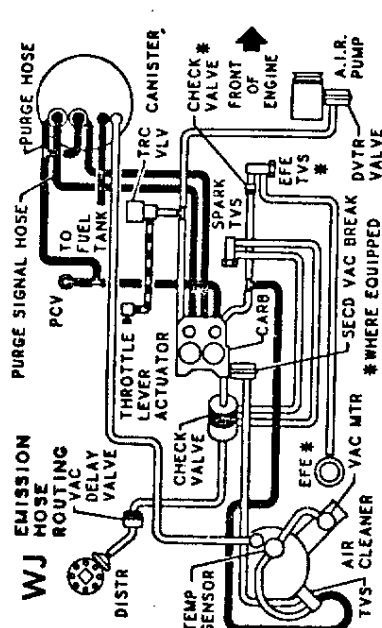 WJ
EMISSION
HOSE
ROUTING
VAC
DELAY
VALVE
DISTR
PURGE SIGNAL HOSE
PURGE HOSE
TO
FUEL
TANK
PCV
THROTTLE
LEVER
ACTUATOR
CANISTER
TRC
VLV
CHECK *
VALVE
FRONT
OF
ENGINE
A.I.R.
PUMP
DVTR
VALVE
SPARK
TVS
EFE
TVS
*
CARB
SECD VAC BREAK
*WHERE EQUIPPED
CHECK
VALVE
EFE *
VAC MTR
TEMP
SENSOR
AIR
CLEANER
TVS